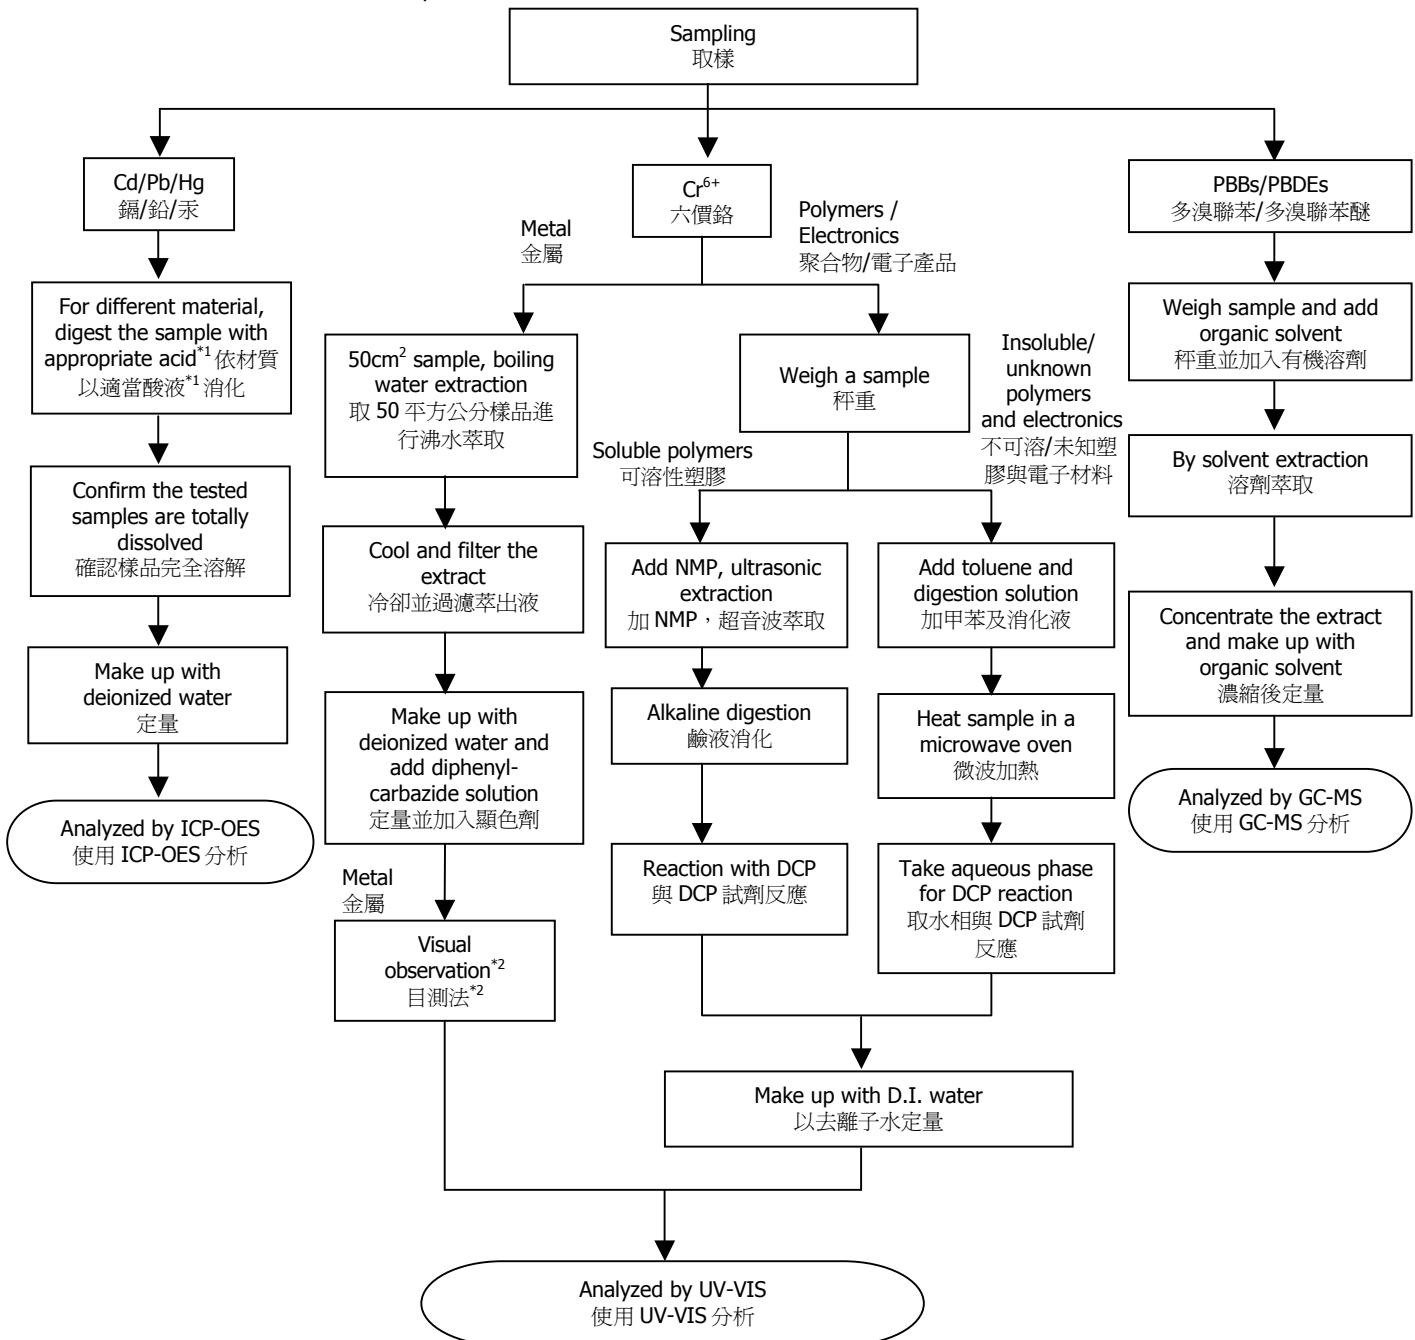 Sampling
取樣
Cd/Pb/Hg
鎘/鉛/汞
Cr6+
六價鉻
PBBs/PBDEs
多溴聯苯/多溴聯苯醚
Metal
金屬
Polymers /
Electronics
聚合物/電子產品
For different material,
digest the sample with
appropriate acid*1 依材質
以適當酸液*1 消化
50cm2 sample, boiling
water extraction
取 50 平方公分樣品進
行沸水萃取
Weigh a sample
秤重
Insoluble/
unknown
polymers
and electronics
不可溶/未知塑
膠與電子材料
Weigh sample and add
organic solvent
秤重並加入有機溶劑
Soluble polymers
可溶性塑膠
By solvent extraction
溶劑萃取
Confirm the tested
samples are totally
dissolved
確認樣品完全溶解
Cool and filter the
extract
冷卻並過濾萃出液
Add NMP, ultrasonic
extraction
加 NMP，超音波萃取
Add toluene and
digestion solution
加甲苯及消化液
Concentrate the extract
and make up with
organic solvent
濃縮後定量
Make up with
deionized water
定量
Make up with
deionized water and
add diphenyl-
carbazide solution
定量並加入顯色劑
Alkaline digestion
鹼液消化
Heat sample in a
microwave oven
微波加熱
Analyzed by GC-MS
使用 GC-MS 分析
Analyzed by ICP-OES
使用 ICP-OES 分析
Reaction with DCP
與 DCP 試劑反應
Take aqueous phase
for DCP reaction
取水相與 DCP 試劑
反應
Metal
金屬
Visual
observation*2
目測法*2
Make up with D.I. water
以去離子水定量
Analyzed by UV-VIS
使用 UV-VIS 分析